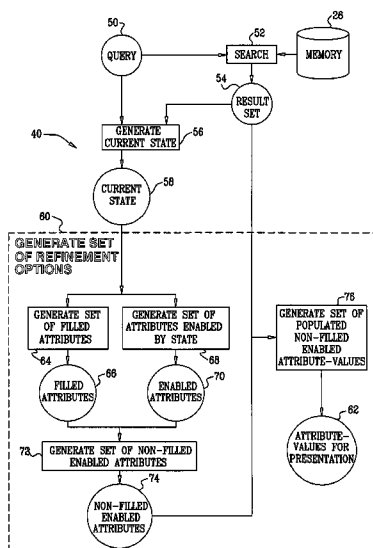 50
QUERY
52
SEARCH
26
MEMORY
54
RESULT
SET
40
GENERATE
CURRENT STATE
56
CURRENT
STATE
58
60
GENERATE SET
OF REFINEMENT
OPTIONS
GENERATE SET
OF FILLED
ATTRIBUTES
64
GENERATE SET OF
ATTRIBUTES ENABLED
BY STATE
68
76
GENERATE SET OF
POPULATED
NON-FILLED
ENABLED
ATTRIBUTE-VALUES
66
FILLED
ATTRIBUTES
70
ENABLED
ATTRIBUTES
62
ATTRIBUTE-
VALUES FOR
PRESENTATION
72
GENERATE SET OF NON-FILLED
ENABLED ATTRIBUTES
74
NON-FILLED
ENABLED
ATTRIBUTES